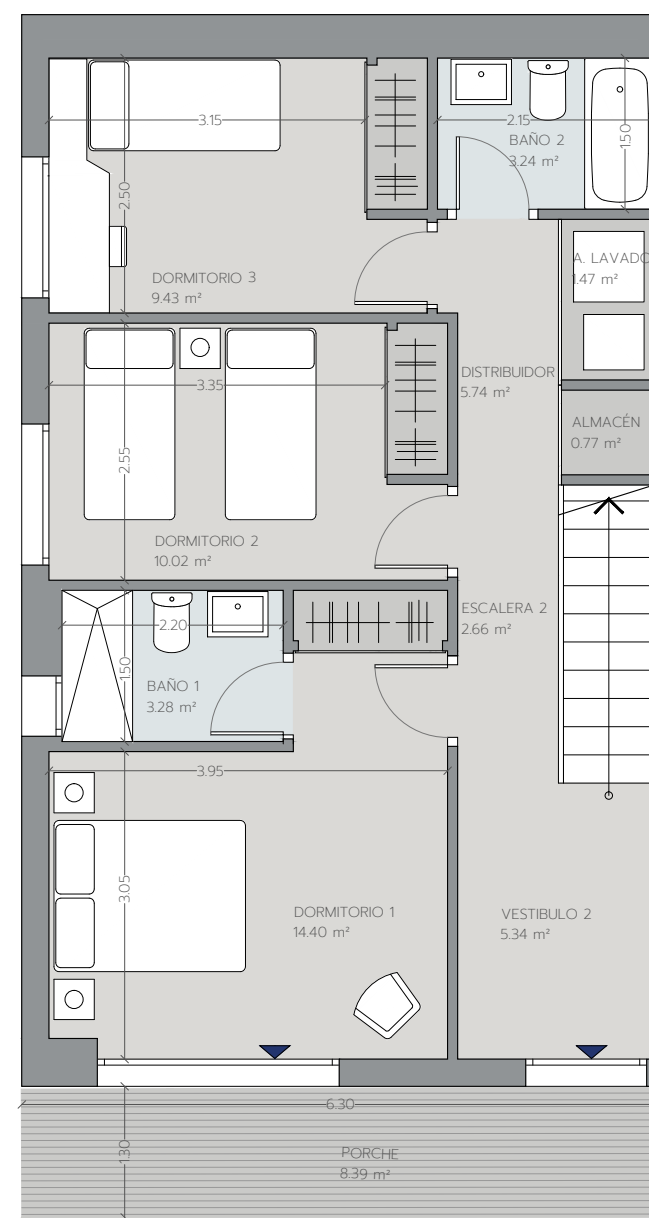 3.15
2.15
BAÑO 2
3.24 m²
1.50
2.50
DORMITORIO 3
9.43 m²
A. LAVADO
1.47 m²
3.35
DISTRIBUIDOR
5.74 m²
ALMACÉN
0.77 m²
2.55
DORMITORIO 2
10.02 m²
ESCALERA 2
2.66 m²
2.20
1.50
BAÑO 1
3.28 m²
3.95
3.05
DORMITORIO 1
14.40 m²
VESTIBULO 2
5.34 m²
6.30
1.30
PORCHE
8.39 m²